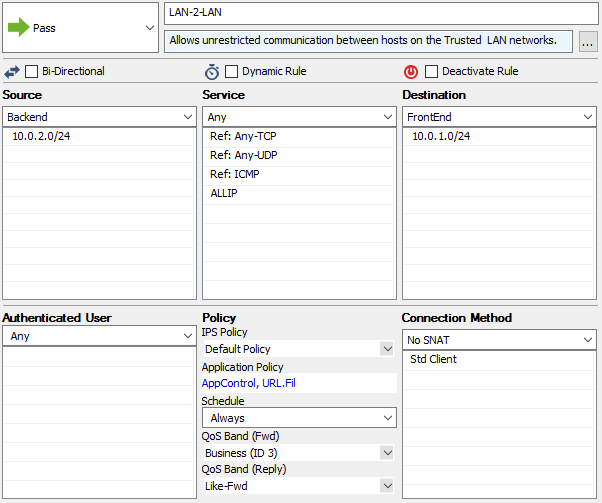 LAN-2-LAN
Pass
Allows unrestricted communication between hosts on the Trusted LAN networks.
...
Bi-Directional
Dynamic Rule
Deactivate Rule
Source
Service
Destination
Backend
Any
FrontEnd
10.0.2.0/24
Ref: Any-TCP
10.0.1.0/24
Ref: Any-UDP
Ref: ICMP
ALLIP
Authenticated User
Policy
Connection Method
Any
IPS Policy
No SNAT
Default Policy
Std Client
Application Policy
AppControl, URL.Fil
Schedule
Always
QoS Band (Fwd)
Business (ID 3)
QoS Band (Reply)
Like-Fwd